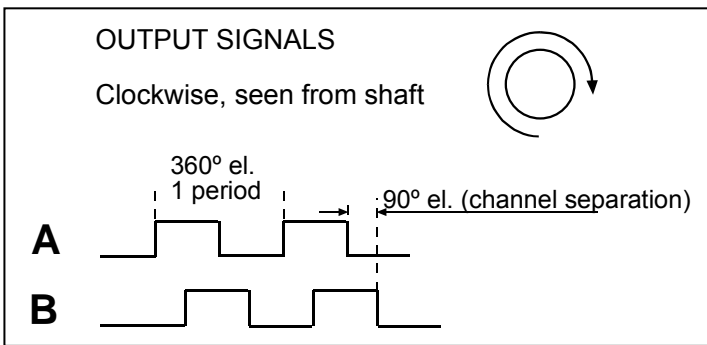 OUTPUT SIGNALS
Clockwise, seen from shaft
360º el.
1 period
90º el. (channel separation)
A
B